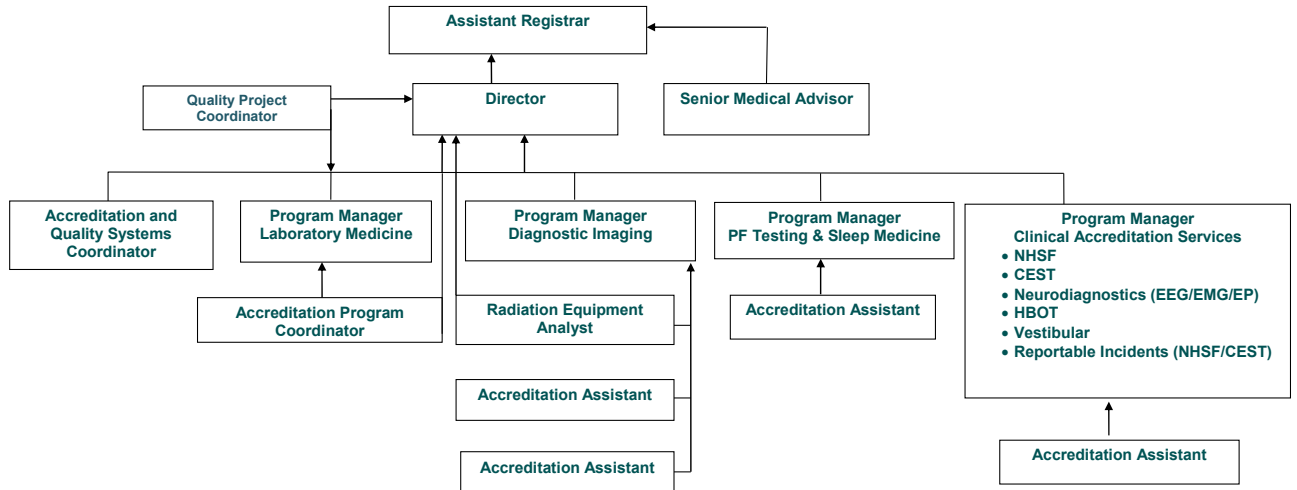 Assistant Registrar
Quality Project
Coordinator
Director
Senior Medical Advisor
Accreditation and
Quality Systems
Coordinator
Program Manager
Laboratory Medicine
Program Manager
Diagnostic Imaging
Program Manager
PF Testing & Sleep Medicine
Program Manager
Clinical Accreditation Services
• NHSF
• CEST
• Neurodiagnostics (EEG/EMG/EP)
• HBOT
• Vestibular
• Reportable Incidents (NHSF/CEST)
Accreditation Program
Coordinator
Radiation Equipment
Analyst
Accreditation Assistant
Accreditation Assistant
Accreditation Assistant
Accreditation Assistant